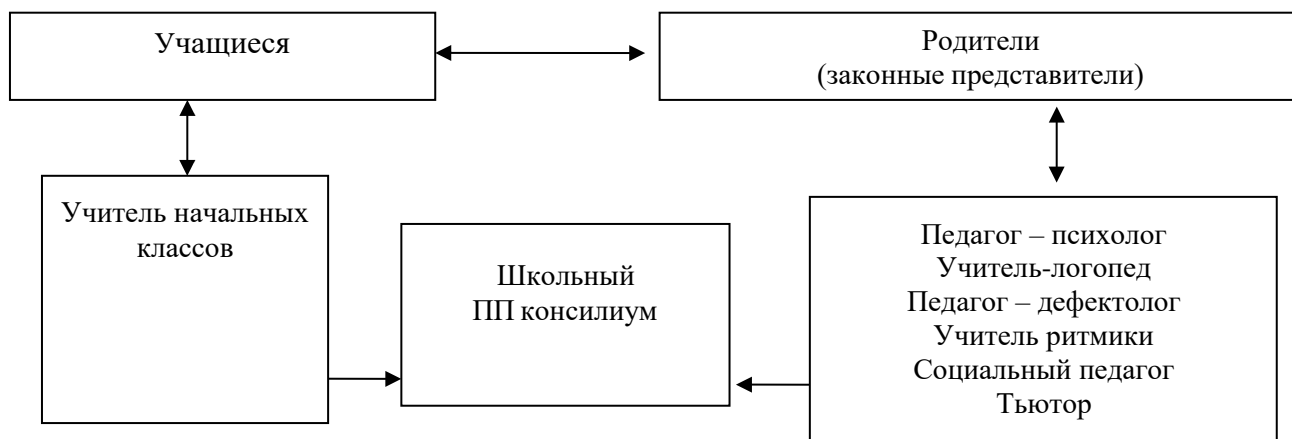 Учащиеся
Родители
(законные представители)
Учитель начальных
классов
Школьный
ПП консилиум
Педагог – психолог
Учитель-логопед
Педагог – дефектолог
Учитель ритмики
Социальный педагог
Тьютор